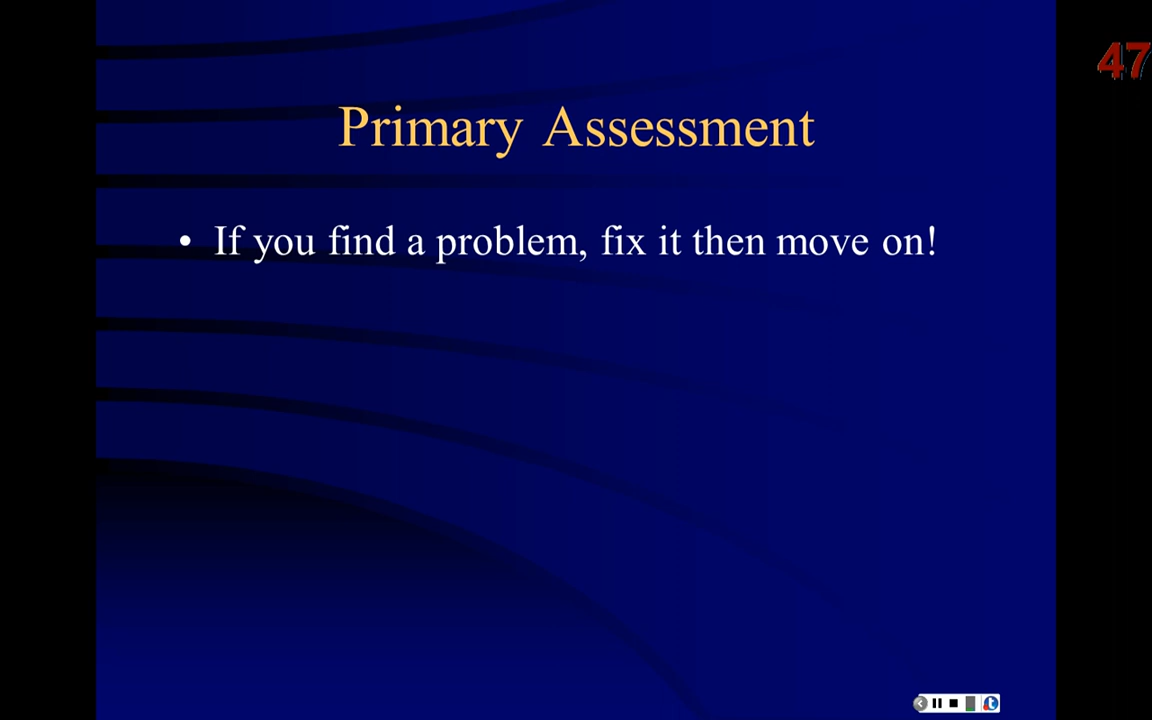 47
Primary Assessment
• If you find a problem, fix it then move on!